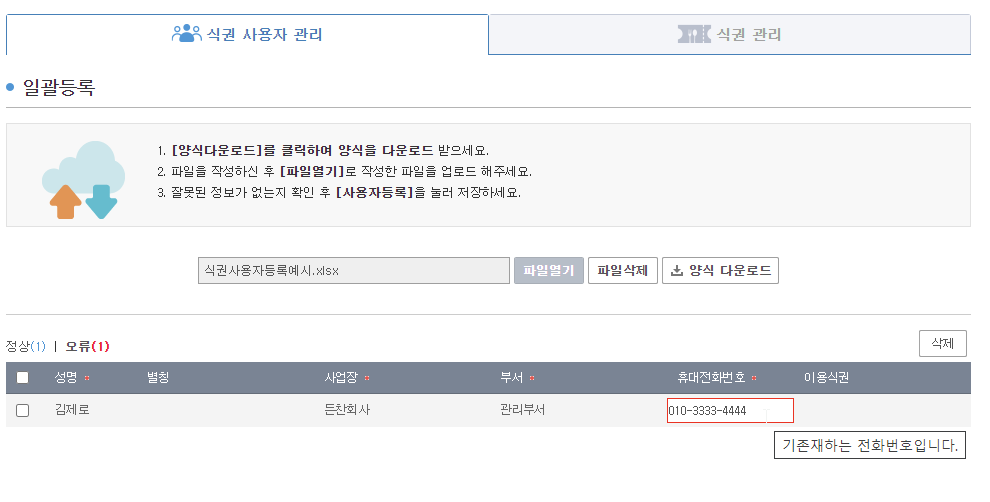 식권 사용자 관리
식권 관리
일괄등록
1. [양식다운로드]를 클릭하여 양식을 다운로드 받으세요.
2. 파일을 작성하신 후 [파일열기]로 작성한 파일을 업로드 해주세요.
3. 잘못된 정보가 없는지 확인 후 [사용자등록]을 눌러 저장하세요.
식권사용자등록예시.xlsx 파일열기 파일삭제 양식 다운로드
정상(1) | 오류(1) 삭제
성명 별칭 사업장 부서 휴대전화번호 이용식권
김제로 든찬회사 관리부서 010-3333-4444
기존재하는 전화번호입니다.